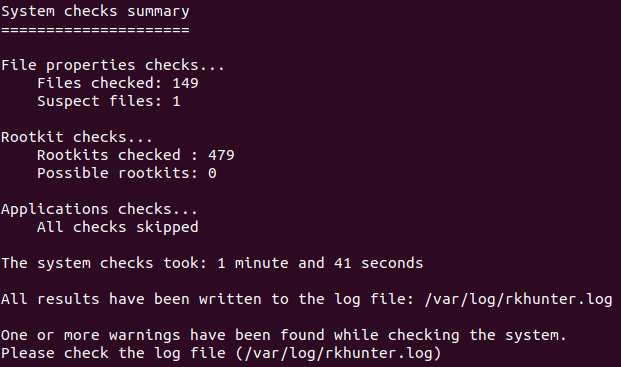 System checks summary
=====================
File properties checks...
Files checked: 149
Suspect files: 1
Rootkit checks...
Rootkits checked : 479
Possible rootkits: 0
Applications checks...
All checks skipped
The system checks took: 1 minute and 41 seconds
All results have been written to the log file: /var/log/rkhunter.log
One or more warnings have been found while checking the system.
Please check the log file (/var/log/rkhunter.log)